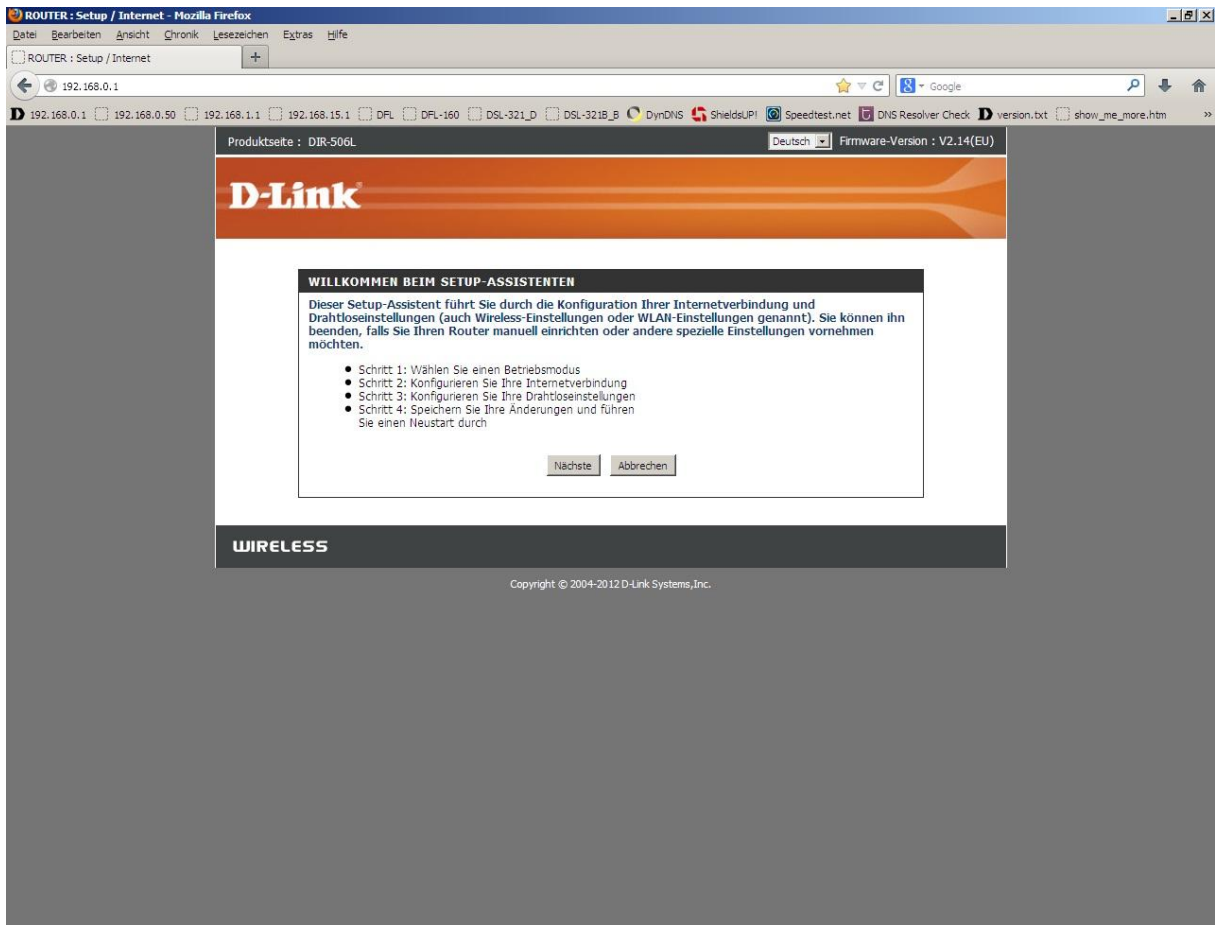 ROUTER : Setup / Internet - Mozilla Firefox
Datei Bearbeiten Ansicht Chronik Lesezeichen Extras Hilfe
ROUTER : Setup / Internet
192.168.0.1
Google
192.168.0.1 192.168.0.50 192.168.1.1 192.168.15.1 DFL DFL-160 DSL-321_D DSL-321B_B DynDNS ShieldsUP! Speedtest.net DNS Resolver Check version.txt show_me_more.htm
Produktseite : DIR-506L Deutsch Firmware-Version : V2.14(EU)
D-Link
WILLKOMMEN BEIM SETUP-ASSISTENTEN
Dieser Setup-Assistent führt Sie durch die Konfiguration Ihrer Internetverbindung und
Drahtloseinstellungen (auch Wireless-Einstellungen oder WLAN-Einstellungen genannt). Sie können ihn
beenden, falls Sie Ihren Router manuell einrichten oder andere spezielle Einstellungen vornehmen
möchten.
Schritt 1: Wählen Sie einen Betriebsmodus
Schritt 2: Konfigurieren Sie Ihre Internetverbindung
Schritt 3: Konfigurieren Sie Ihre Drahtloseinstellungen
Schritt 4: Speichern Sie Ihre Änderungen und führen
Sie einen Neustart durch
Nächste Abbrechen
WIRELESS
Copyright © 2004-2012 D-Link Systems,Inc.